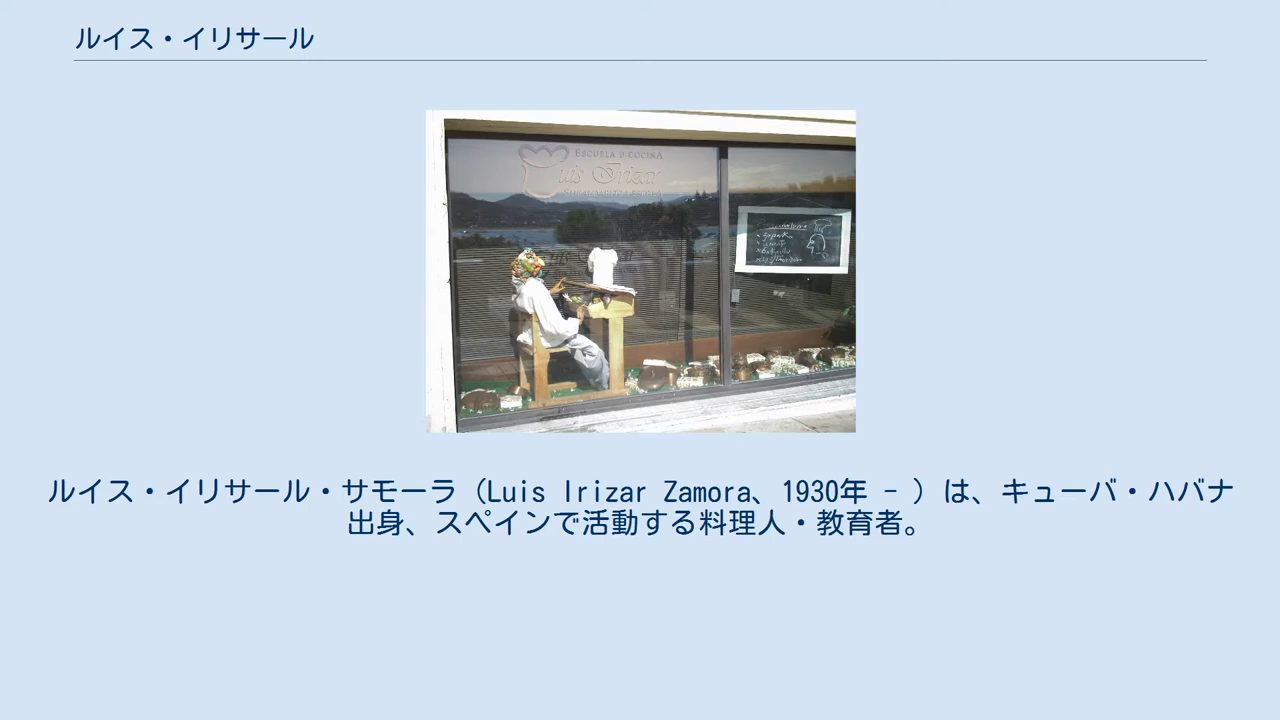 ルイス・イリサール
ESCUELA D COCINA
Luis Irizar
ルイス・イリサール・サモーラ（Luis Irizar Zamora、1930年 - ）は、キューバ・ハバナ
出身、スペインで活動する料理人・教育者。